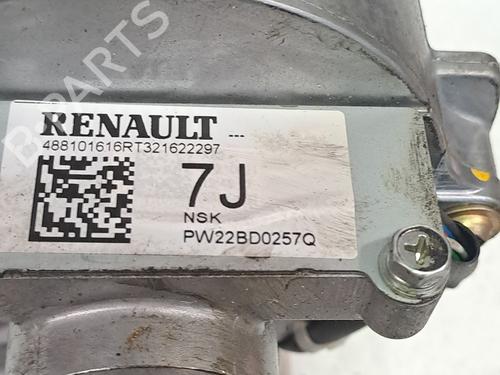 B-PARTS
RENAULT ---
488101616RT321622297
7J
NSK
PW22BD0257Q